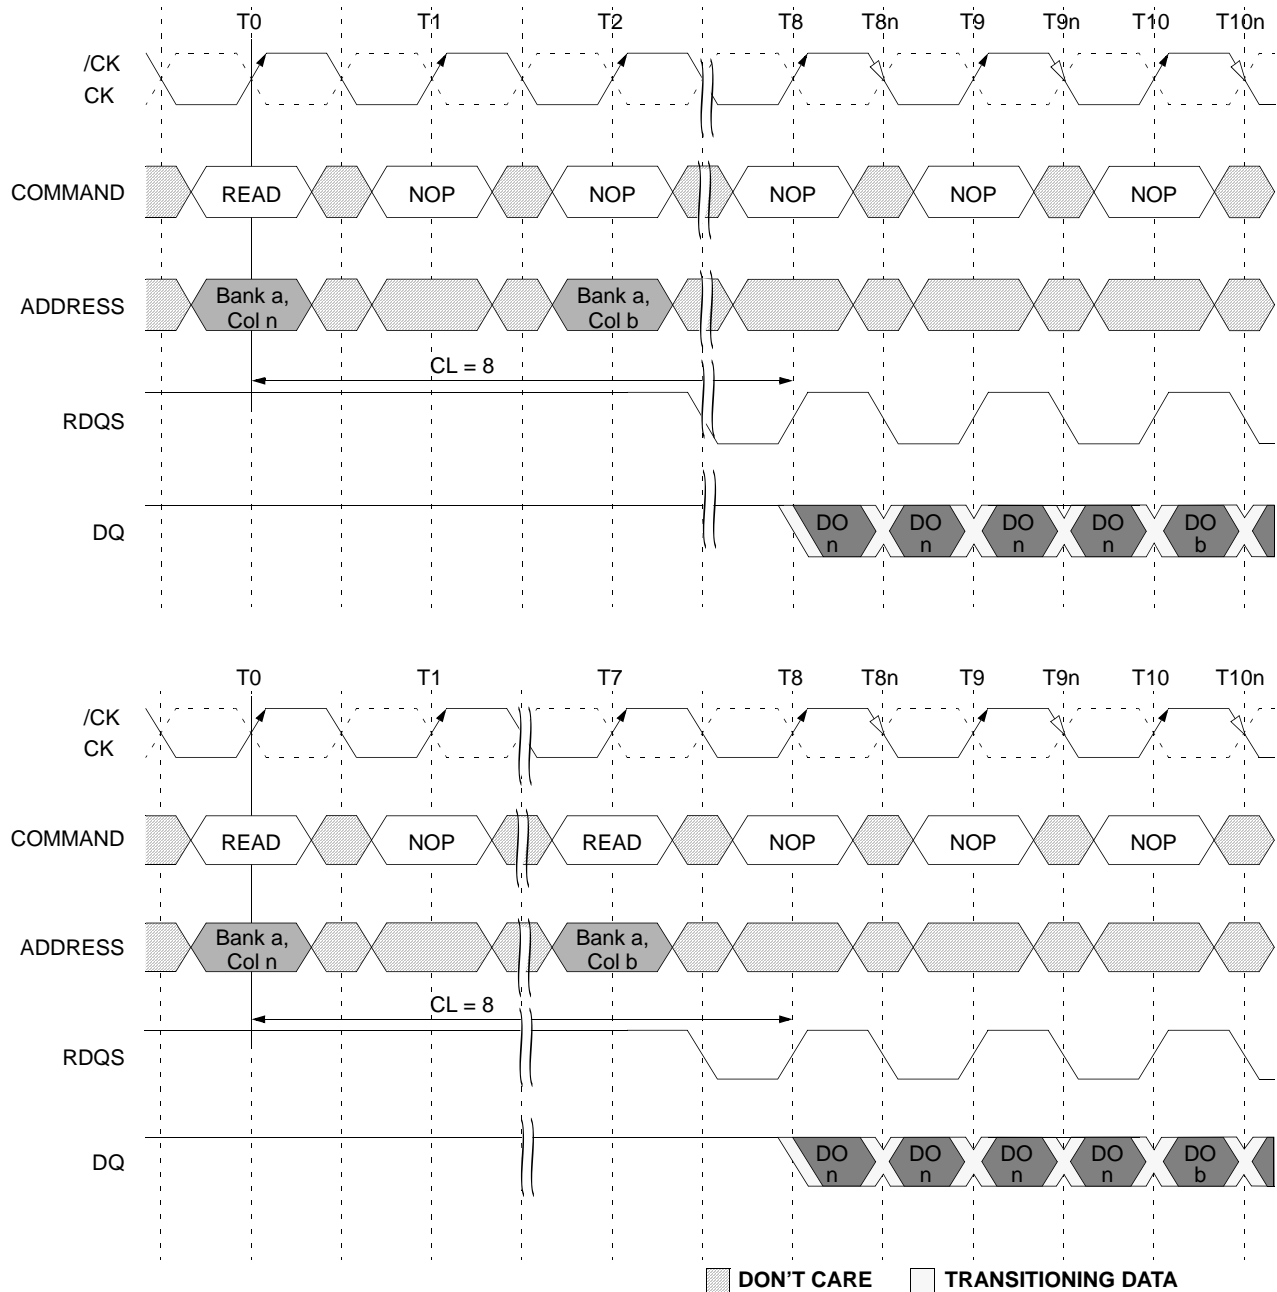 T0 T1 T2 T8 T8n T9 T9n T10 T10n
/CK
CK
COMMAND READ NOP NOP NOP NOP NOP
ADDRESS Bank a, Col n Bank a, Col b
CL = 8
RDQS
DQ DO n DO n DO n DO n DO b
T0 T1 T7 T8 T8n T9 T9n T10 T10n
/CK
CK
COMMAND READ NOP READ NOP NOP NOP
ADDRESS Bank a, Col n Bank a, Col b
CL = 8
RDQS
DQ DO n DO n DO n DO n DO b
DON'T CARE TRANSITIONING DATA